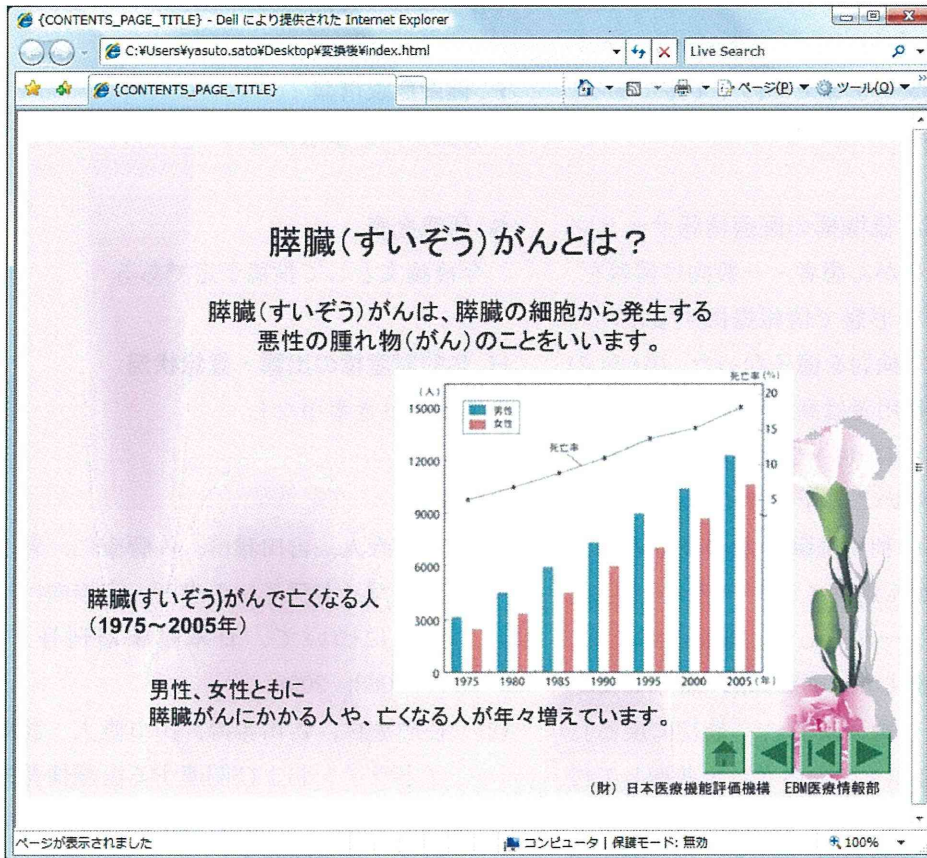 {CONTENTS_PAGE_TITLE} - Dell により提供された Internet Explorer
C:¥Users¥yasuto.sato¥Desktop¥変換後¥index.html
Live Search
{CONTENTS_PAGE_TITLE}
ページ(P)
ツール(O)
膵臓(すいぞう)がんとは？
膵臓(すいぞう)がんは、膵臓の細胞から発生する
悪性の腫れ物(がん)のことをいいます。
(人)
死亡率(%)
15000
12000
9000
6000
3000
0
男性
女性
死亡率
20
15
10
5
1975 1980 1985 1990 1995 2000 2005(年)
膵臓(すいぞう)がんで亡くなる人
(1975～2005年)
男性、女性ともに
膵臓がんにかかる人や、亡くなる人が年々増えています。
(財) 日本医療機能評価機構 EBM医療情報部
ページが表示されました
コンピュータ | 保護モード: 無効
100%